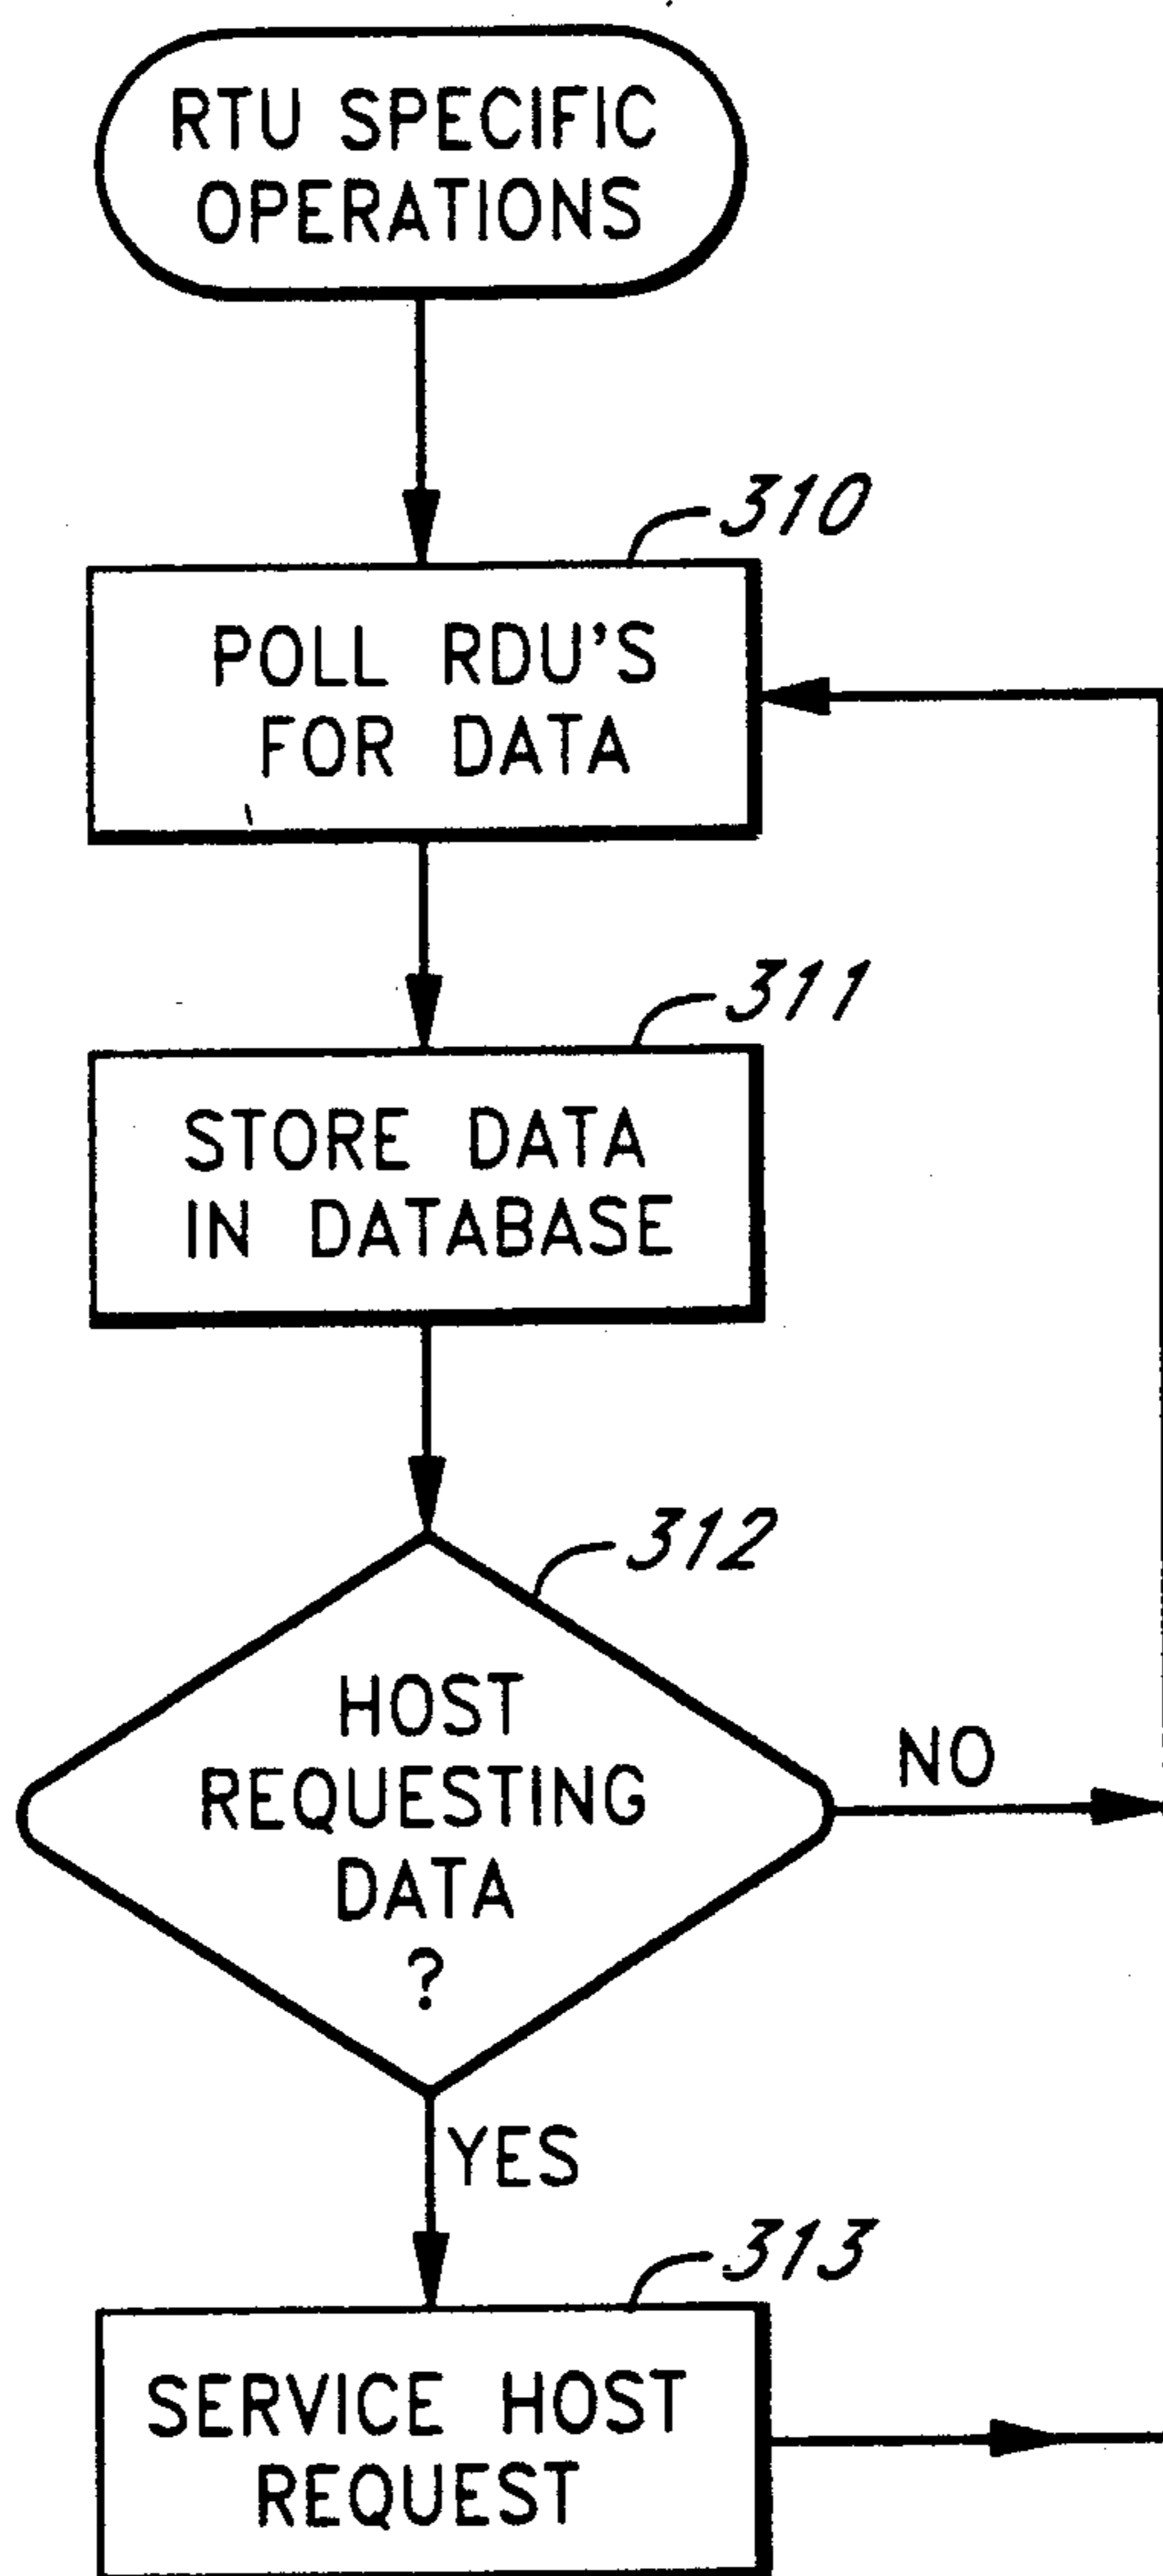 RTU SPECIFIC
OPERATIONS
310
POLL RDU'S
FOR DATA
311
STORE DATA
IN DATABASE
312
HOST
REQUESTING
DATA
?
NO
YES
313
SERVICE HOST
REQUEST